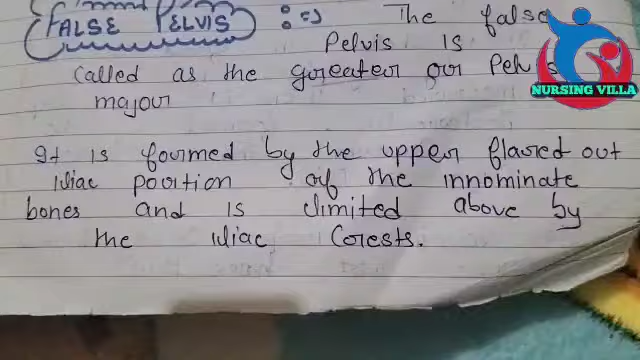 FALSE PELVIS :=) The false
Pelvis is
called as the greater or Pelvis
major
It is formed by the upper flared out
iliac portion of the innominate
bones and is limited above by
the iliac Crests.
NURSING VILLA